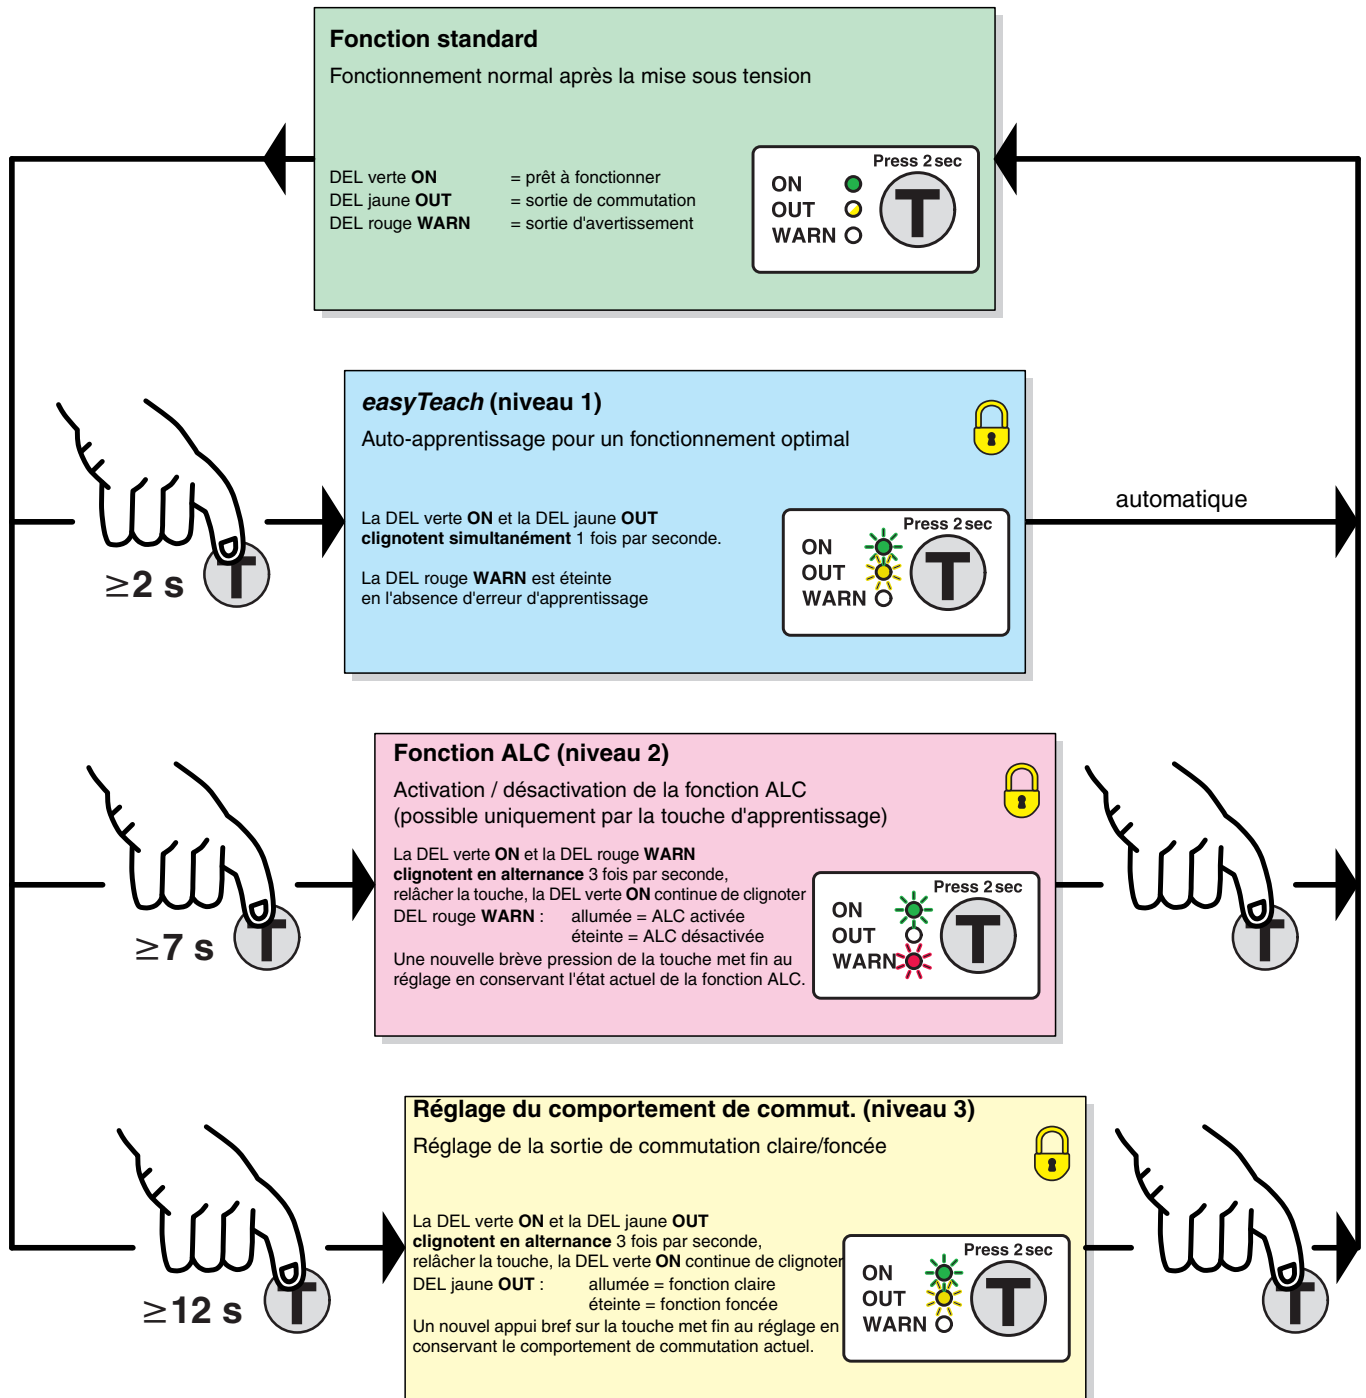 Fonction standard
Fonctionnement normal après la mise sous tension
DEL verte ON = prêt à fonctionner
DEL jaune OUT = sortie de commutation
DEL rouge WARN = sortie d'avertissement
Press 2 sec
ON
OUT
WARN
T
easyTeach (niveau 1)
Auto-apprentissage pour un fonctionnement optimal
La DEL verte ON et la DEL jaune OUT
clignotent simultanément 1 fois par seconde.
La DEL rouge WARN est éteinte
en l'absence d'erreur d'apprentissage
Press 2 sec
ON
OUT
WARN
T
≥2 s
T
automatique
Fonction ALC (niveau 2)
Activation / désactivation de la fonction ALC
(possible uniquement par la touche d'apprentissage)
La DEL verte ON et la DEL rouge WARN
clignotent en alternance 3 fois par seconde,
relâcher la touche, la DEL verte ON continue de clignoter
DEL rouge WARN : allumée = ALC activée
éteinte = ALC désactivée
Une nouvelle brève pression de la touche met fin au
réglage en conservant l'état actuel de la fonction ALC.
Press 2 sec
ON
OUT
WARN
T
≥7 s
T
T
Réglage du comportement de commut. (niveau 3)
Réglage de la sortie de commutation claire/foncée
La DEL verte ON et la DEL jaune OUT
clignotent en alternance 3 fois par seconde,
relâcher la touche, la DEL verte ON continue de clignoter
DEL jaune OUT : allumée = fonction claire
éteinte = fonction foncée
Un nouvel appui bref sur la touche met fin au réglage en
conservant le comportement de commutation actuel.
Press 2 sec
ON
OUT
WARN
T
≥12 s
T
T